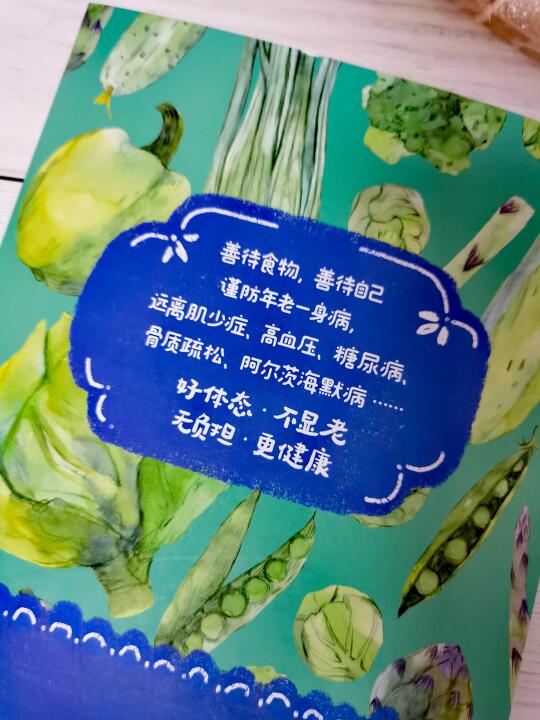 善待食物，善待自己
谨防年老一身病，
远离肌少症、高血压、糖尿病、
骨质疏松、阿尔茨海默病……
好体态·不显老
无负担·更健康